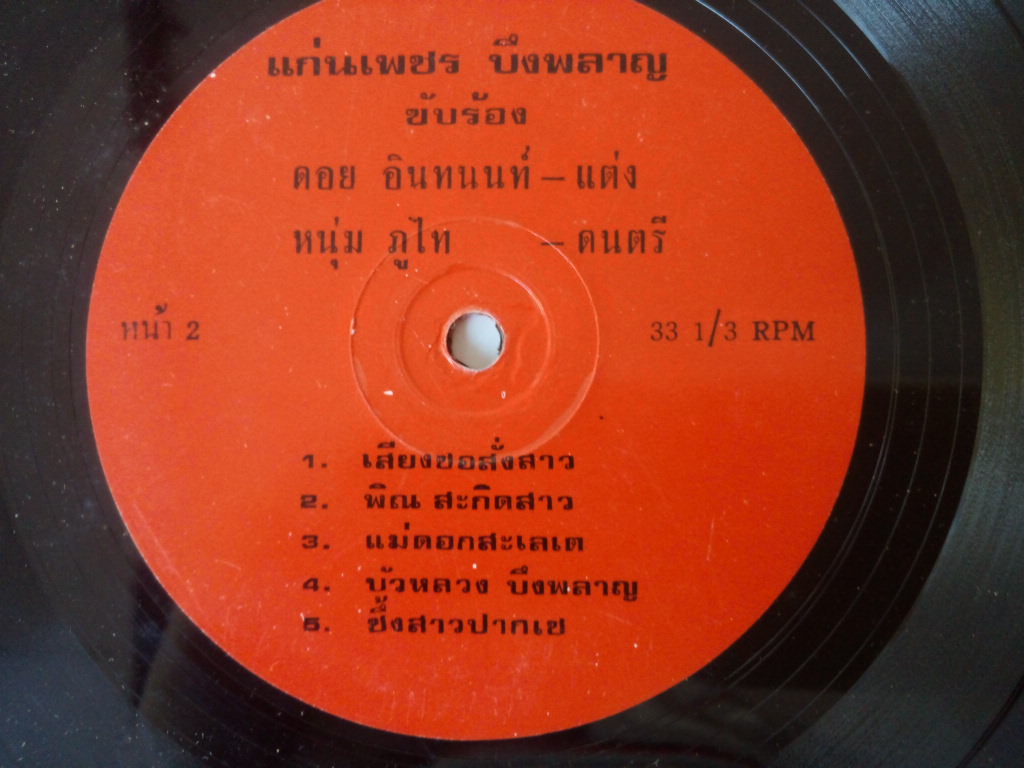 แก่นเพชร บึงพลาญ
ขับร้อง
ดอย อินทนนท์ – แต่ง
หนุ่ม ภูไท – ดนตรี
หน้า 2 33 1/3 RPM
1. เสียงซอสั่งสาว
2. พิณ สะกิดสาว
3. แม่ดอกสะเลเต
4. บัวหลวง บึงพลาญ
5. ซึ้งสาวปากเซ